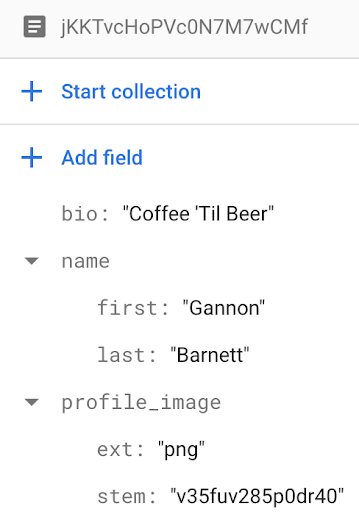 jKKTvcHoPVc0N7M7wCMf
Start collection
Add field
bio: "Coffee 'Til Beer"
name
first: "Gannon"
last: "Barnett"
profile_image
ext: "png"
stem: "v35fuv285p0dr40"